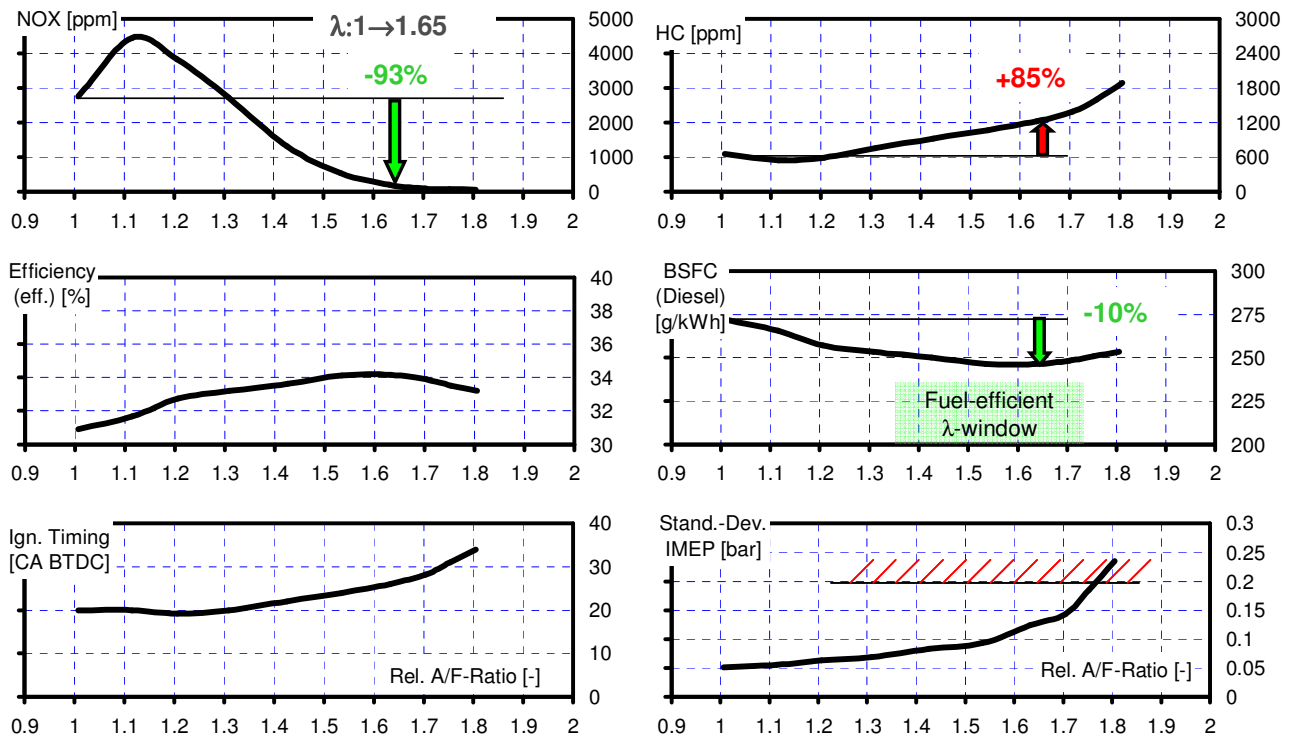 NOX [ppm]
λ:1→1.65
-93%
5000
4000
3000
2000
1000
0
0.9 1 1.1 1.2 1.3 1.4 1.5 1.6 1.7 1.8 1.9 2
HC [ppm]
+85%
3000
2400
1800
1200
600
0
0.9 1 1.1 1.2 1.3 1.4 1.5 1.6 1.7 1.8 1.9 2
Efficiency
(eff.) [%]
40
38
36
34
32
30
0.9 1 1.1 1.2 1.3 1.4 1.5 1.6 1.7 1.8 1.9 2
BSFC
(Diesel)
[g/kWh]
-10%
Fuel-efficient
λ-window
300
275
250
225
200
0.9 1 1.1 1.2 1.3 1.4 1.5 1.6 1.7 1.8 1.9 2
Ign. Timing
[CA BTDC]
Rel. A/F-Ratio [-]
40
30
20
10
0
0.9 1 1.1 1.2 1.3 1.4 1.5 1.6 1.7 1.8 1.9 2
Stand.-Dev.
IMEP [bar]
Rel. A/F-Ratio [-]
0.3
0.25
0.2
0.15
0.1
0.05
0
0.9 1 1.1 1.2 1.3 1.4 1.5 1.6 1.7 1.8 1.9 2